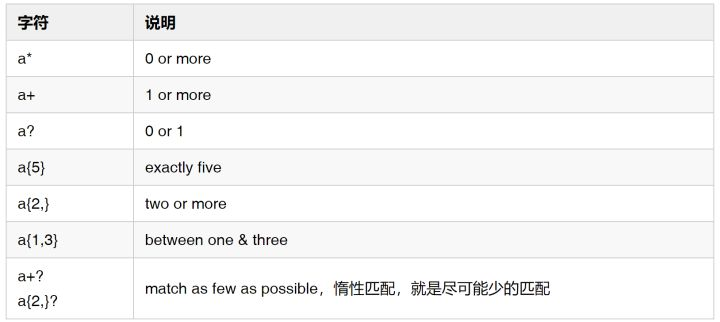 字符 说明
a* 0 or more
a+ 1 or more
a? 0 or 1
a{5} exactly five
a{2,} two or more
a{1,3} between one & three
a+?
a{2,}?
match as few as possible，惰性匹配，就是尽可能少的匹配